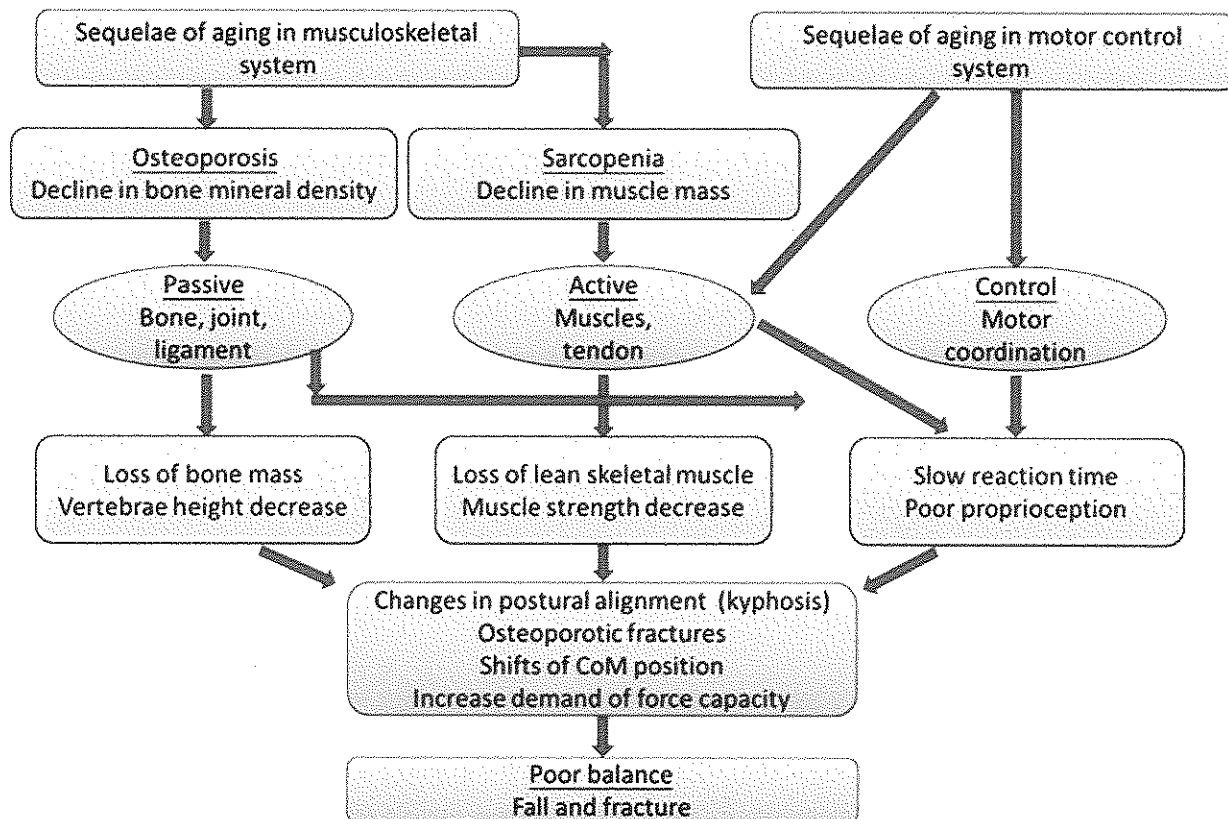 Sequelae of aging in musculoskeletal
system
Sequelae of aging in motor control
system
Osteoporosis
Decline in bone mineral density
Sarcopenia
Decline in muscle mass
Passive
Bone, joint,
ligament
Active
Muscles,
tendon
Control
Motor
coordination
Loss of bone mass
Vertebrae height decrease
Loss of lean skeletal muscle
Muscle strength decrease
Slow reaction time
Poor proprioception
Changes in postural alignment (kyphosis)
Osteoporotic fractures
Shifts of CoM position
Increase demand of force capacity
Poor balance
Fall and fracture